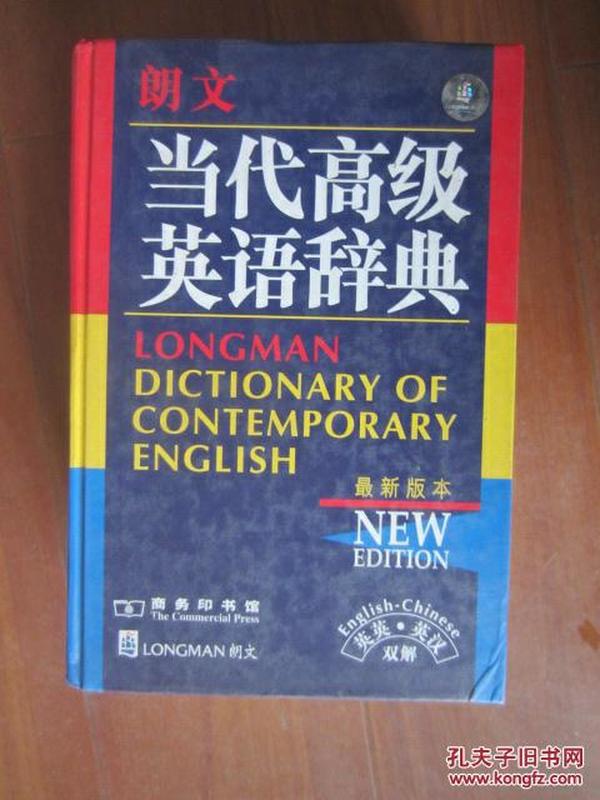 朗文
当代高级
英语辞典
LONGMAN
DICTIONARY OF
CONTEMPORARY
ENGLISH
最新版本
NEW
EDITION
商务印书馆
The Commercial Press
LONGMAN 朗文
English-Chinese
英英·英汉
双解
孔夫子旧书网
www.kongfz.com